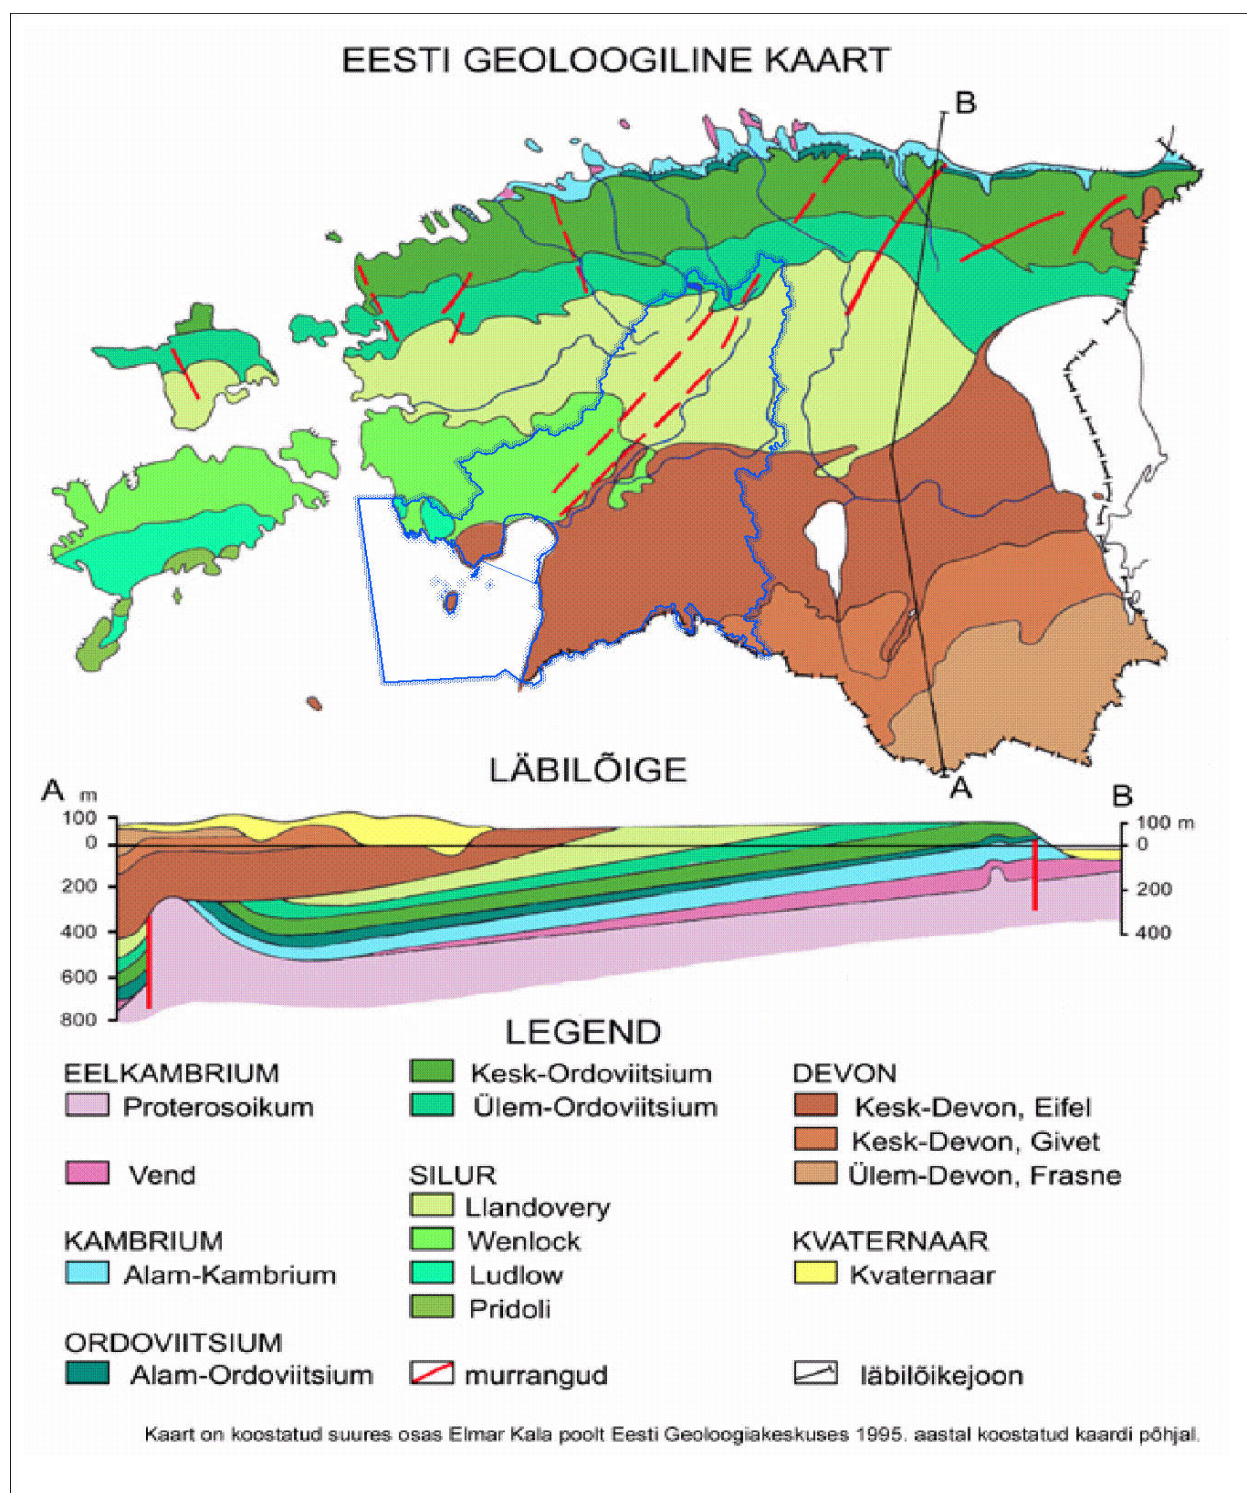 EESTI GEOLOOGILINE KAART
B
LÄBILÕIGE
A m
A
B
100
0
200
400
600
800
100 m
0
200
400
LEGEND
EELKAMBRIUM
Proterosoikum
Vend
KAMBRIUM
Alam-Kambrium
ORDOVIITSIUM
Alam-Ordoviitsium
Kesk-Ordoviitsium
Ülem-Ordoviitsium
SILUR
Llandovery
Wenlock
Ludlow
Pridoli
murrangud
DEVON
Kesk-Devon, Eifel
Kesk-Devon, Givet
Ülem-Devon, Frasne
KVATERNAAR
Kvaternaar
läbilõikejoon
Kaart on koostatud suures osas Elmar Kala poolt Eesti Geoloogiakeskuses 1995. aastal koostatud kaardi põhjal.